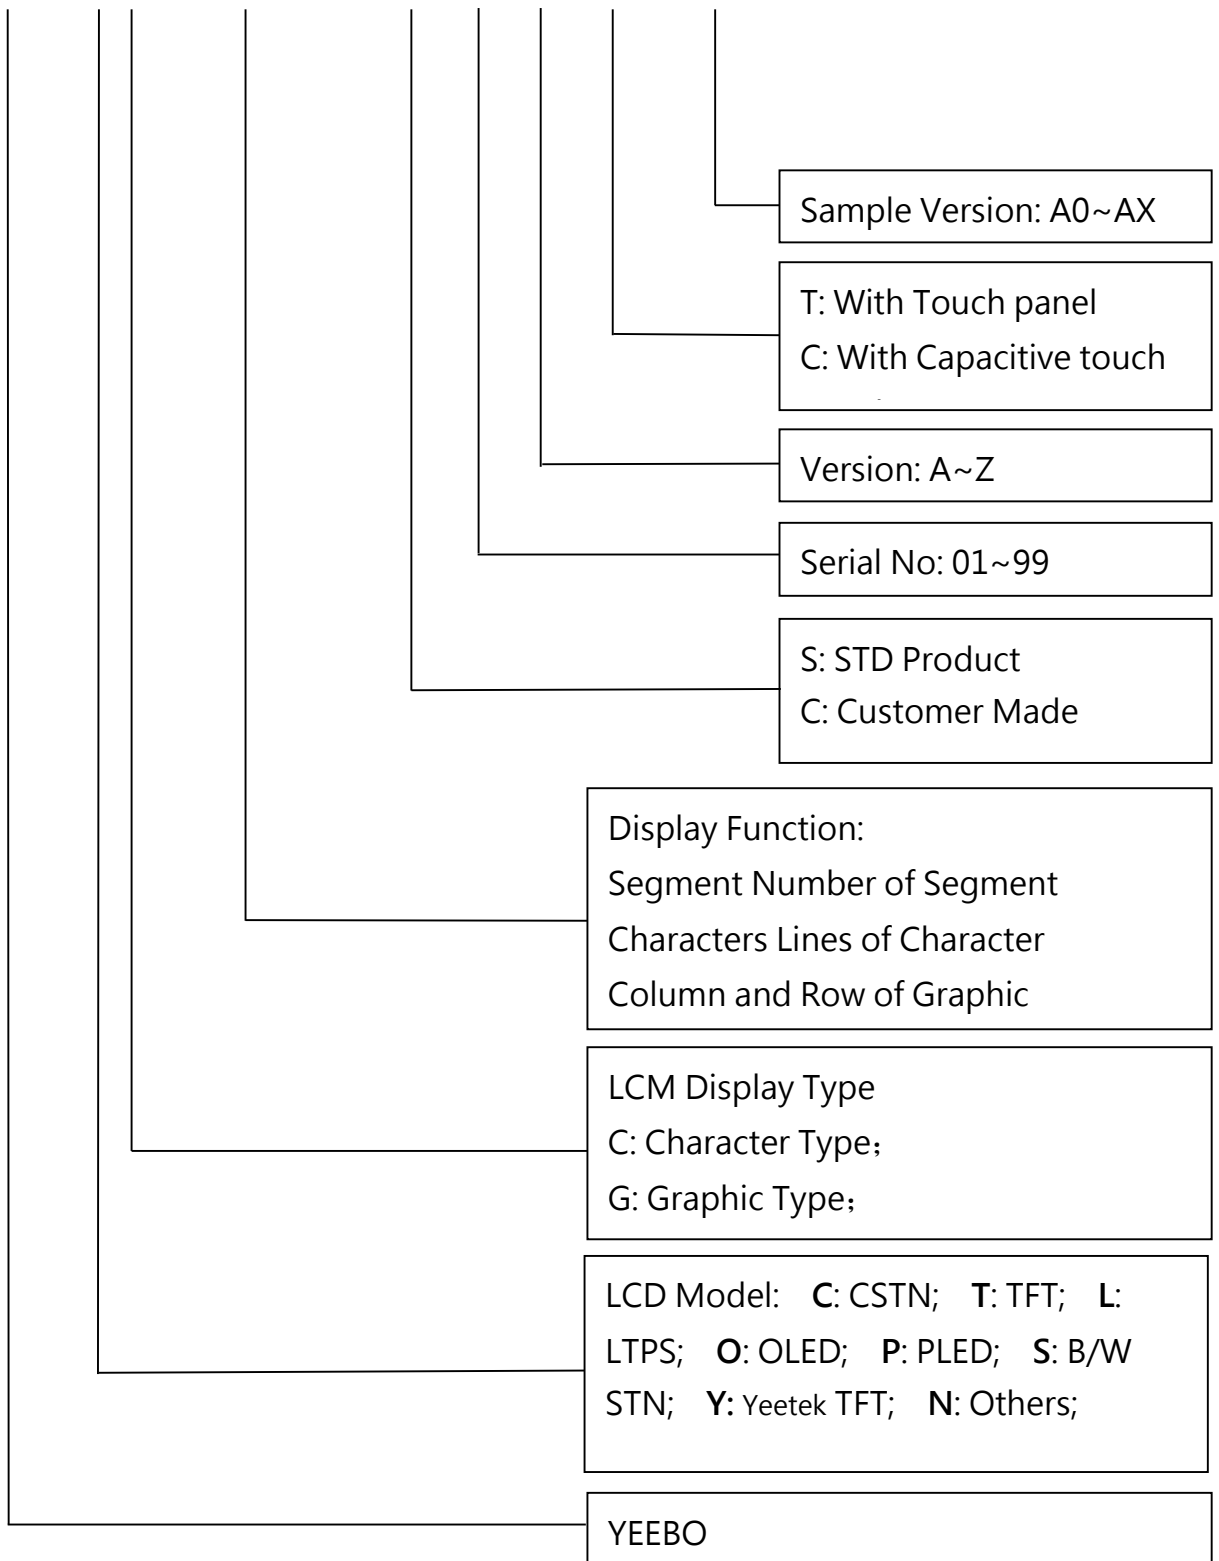 Sample Version: A0~AX
T: With Touch panel
C: With Capacitive touch
Version: A~Z
Serial No: 01~99
S: STD Product
C: Customer Made
Display Function:
Segment Number of Segment
Characters Lines of Character
Column and Row of Graphic
LCM Display Type
C: Character Type；
G: Graphic Type；
LCD Model: C: CSTN; T: TFT; L:
LTPS; O: OLED; P: PLED; S: B/W
STN; Y: Yeetek TFT; N: Others;
YEEBO